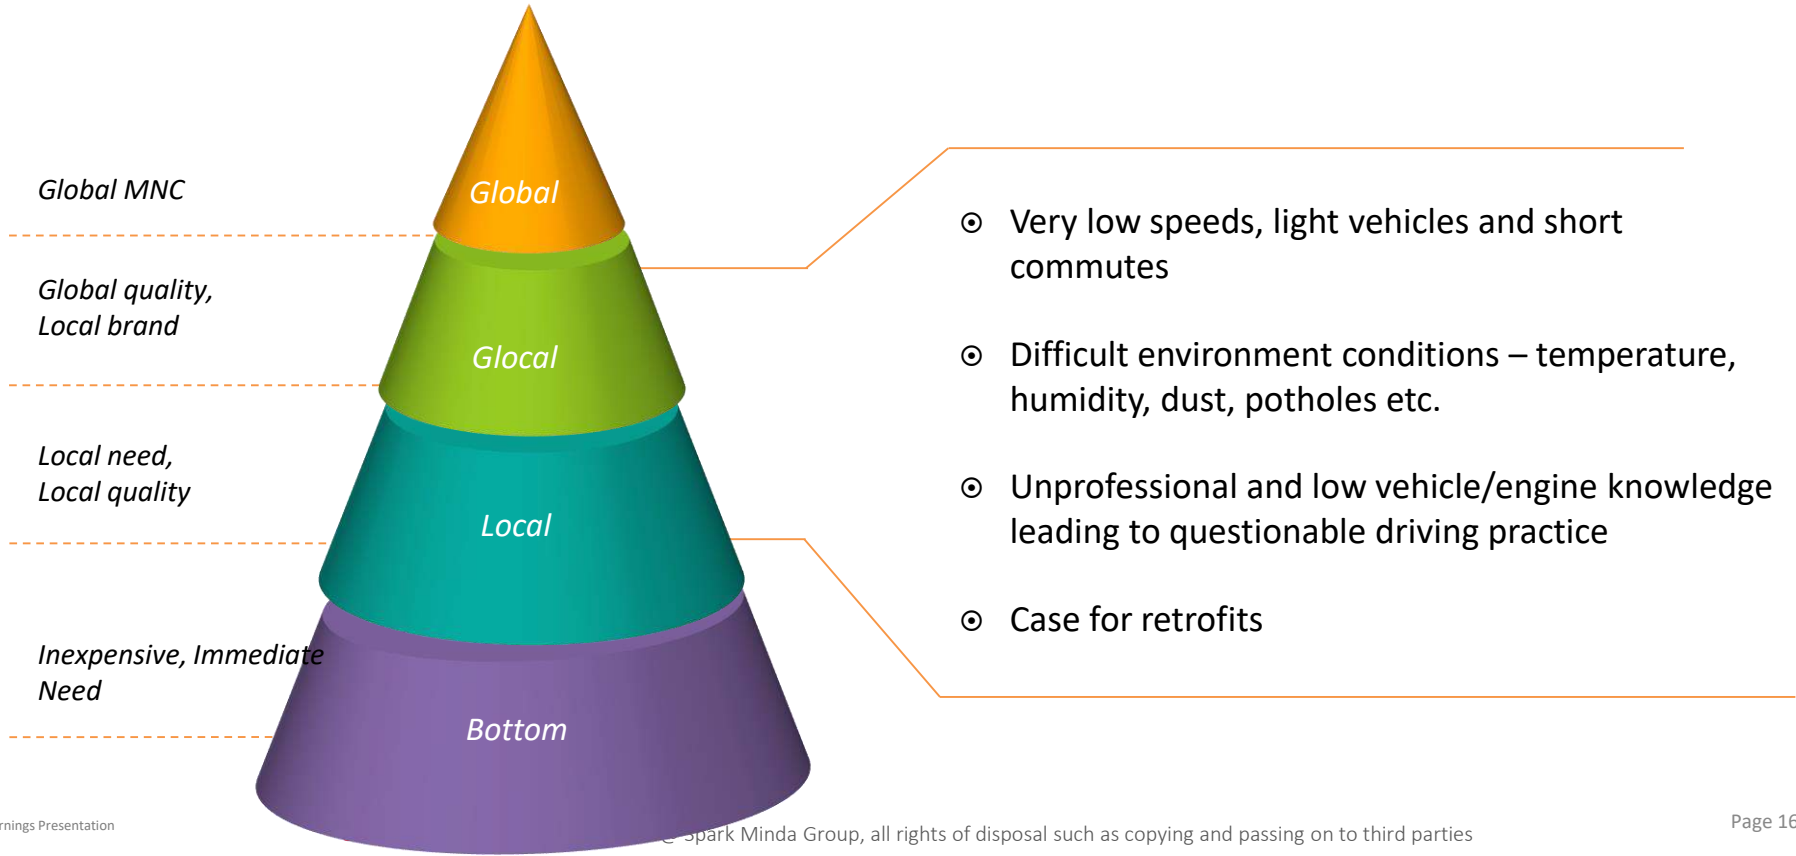 Global MNC
Global
Global quality,
Local brand
Glocal
Local need,
Local quality
Local
Inexpensive, Immediate
Need
Bottom
⦿ Very low speeds, light vehicles and short
commutes
⦿ Difficult environment conditions – temperature,
humidity, dust, potholes etc.
⦿ Unprofessional and low vehicle/engine knowledge
leading to questionable driving practice
⦿ Case for retrofits
Presentation
Spark Minda Group, all rights of disposal such as copying and passing on to third parties
Page 16